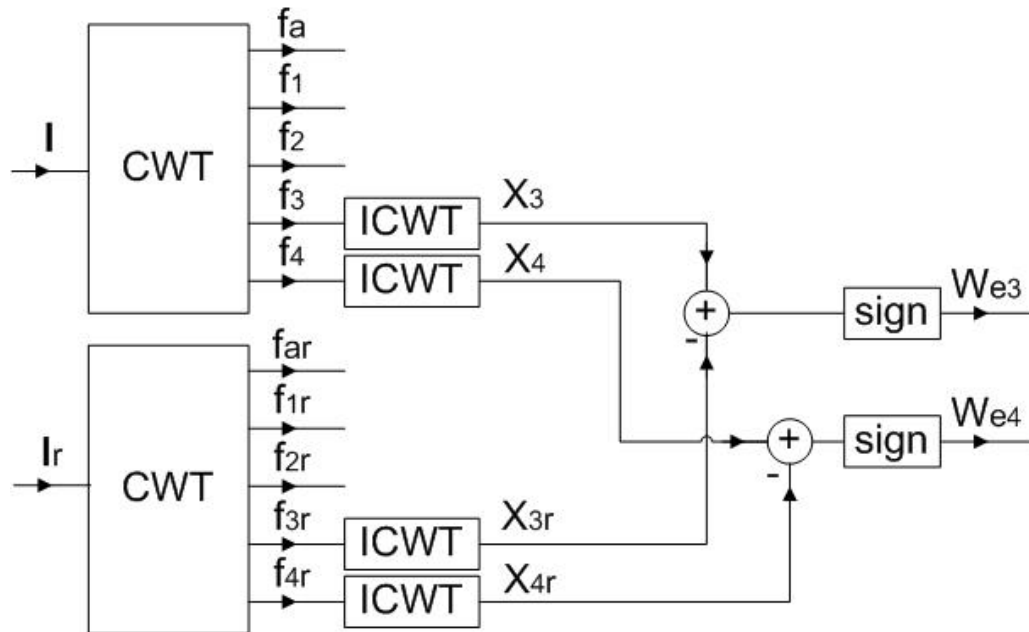 fa
f1
I
CWT
f2
f3
ICWT
X3
f4
ICWT
X4
+
-
sign
We3
far
f1r
Ir
CWT
f2r
f3r
ICWT
X3r
f4r
ICWT
X4r
+
-
sign
We4